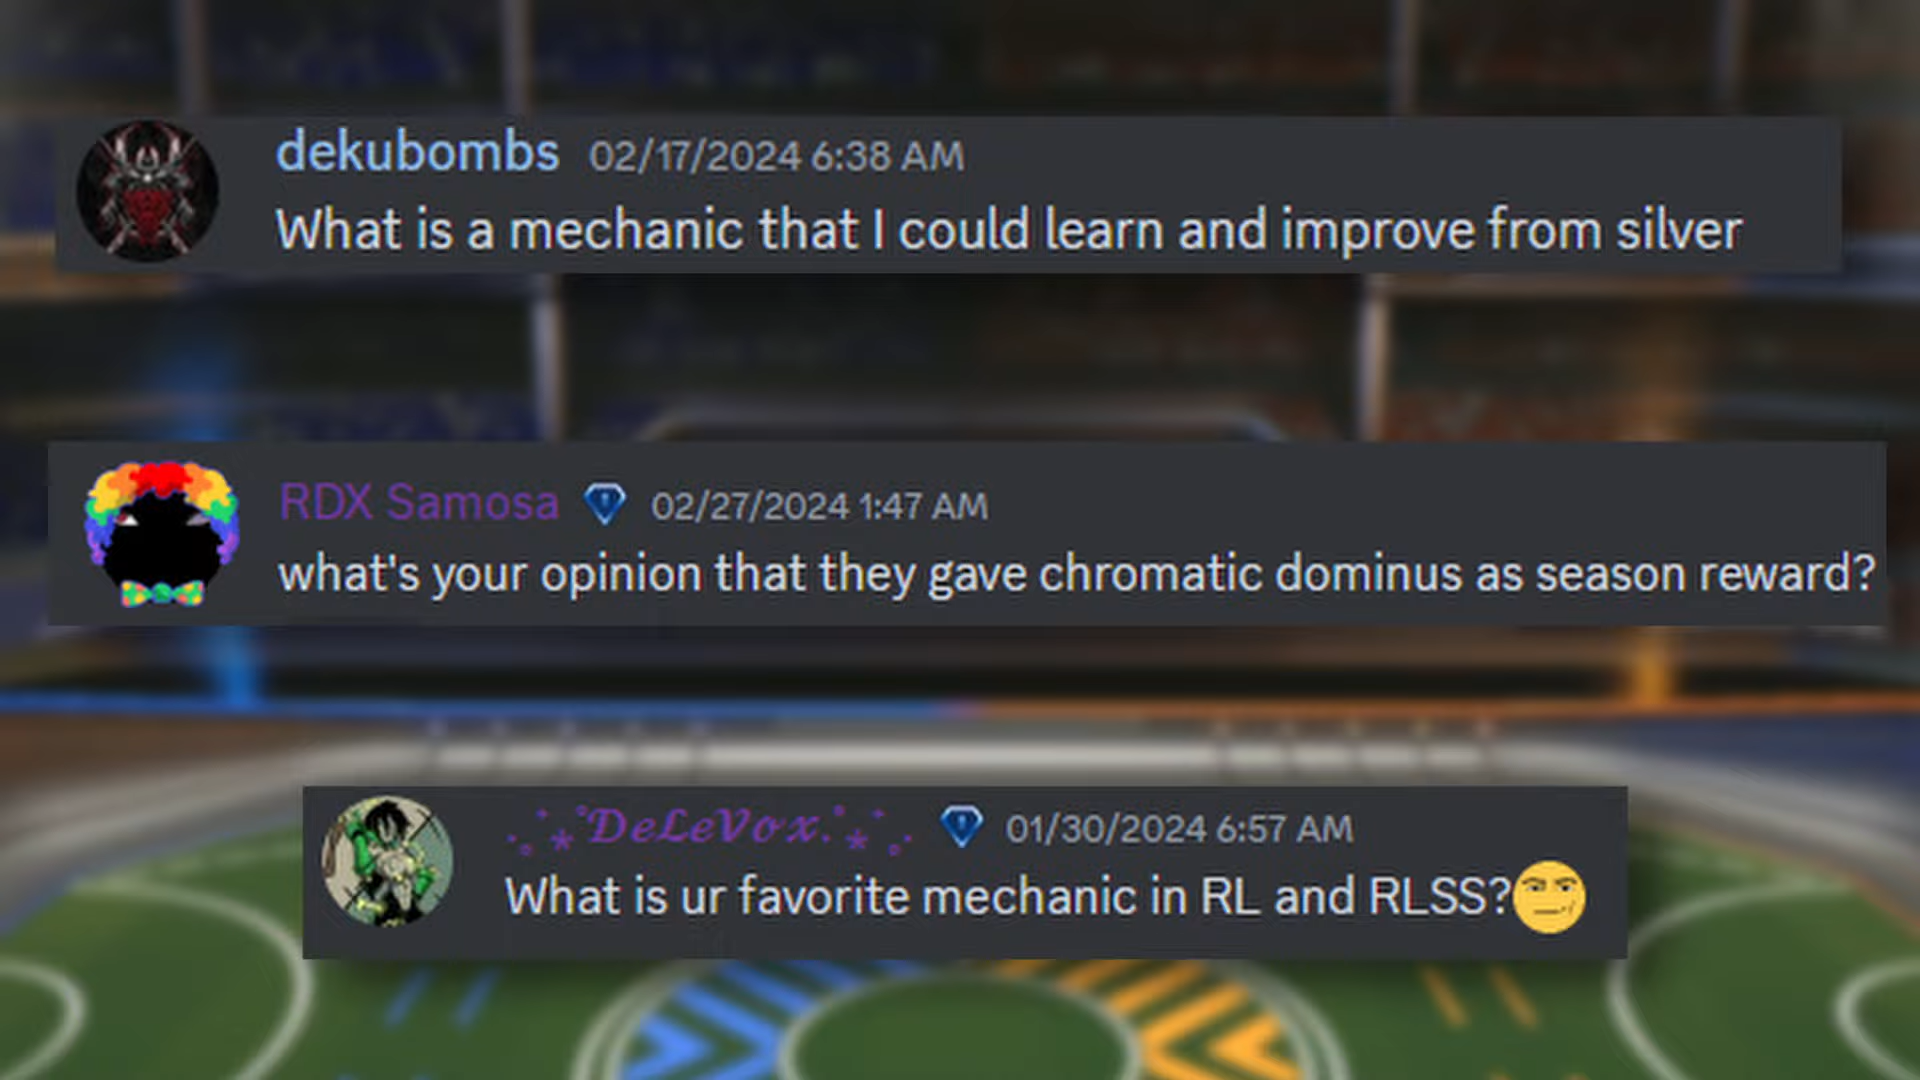 dekubombs 02/17/2024 6:38 AM
What is a mechanic that I could learn and improve from silver
RDX Samosa 02/27/2024 1:47 AM
what's your opinion that they gave chromatic dominus as season reward?
.｡.˚⁎˚𝓓𝓮𝓛𝓮𝓥𝓸𝔁.˚⁎˚.｡. 01/30/2024 6:57 AM
What is ur favorite mechanic in RL and RLSS?